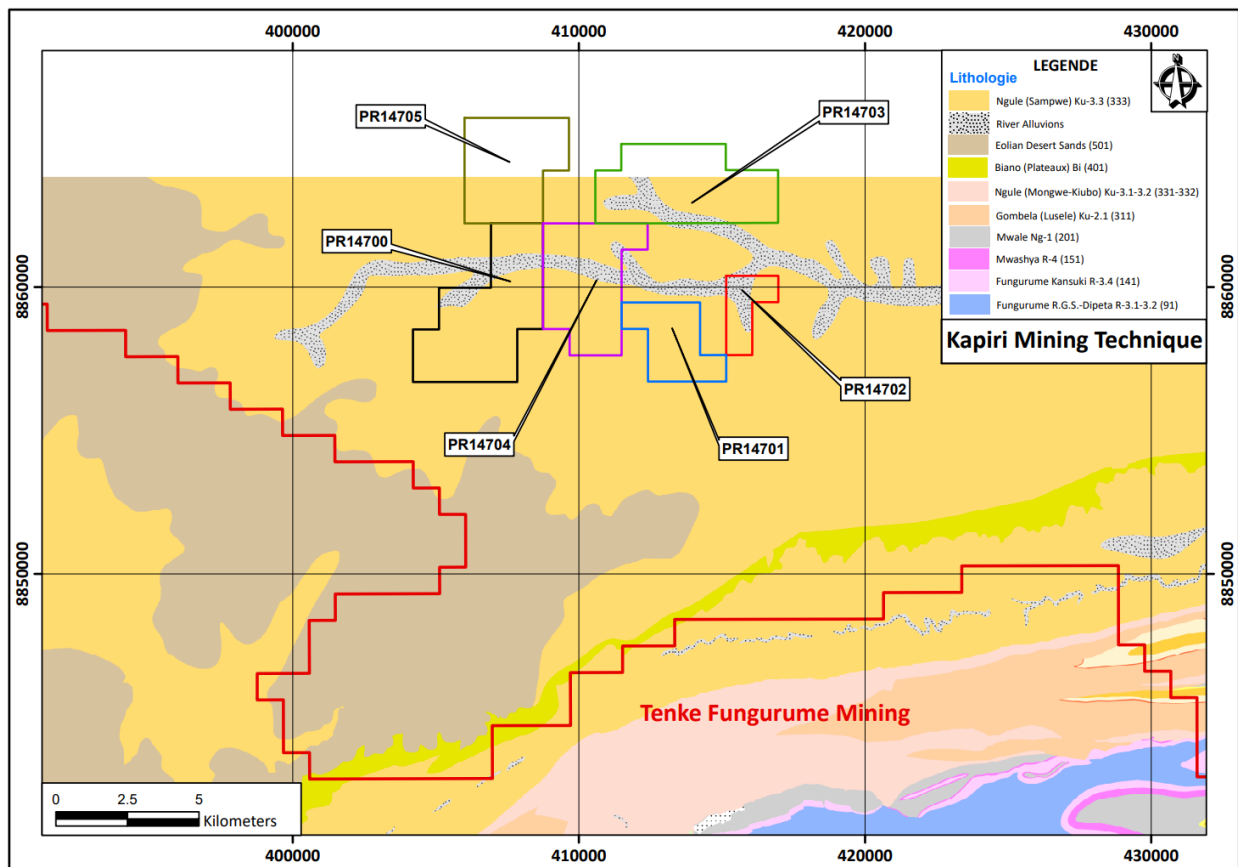 400000
410000
420000
430000
LEGENDE
Lithologie
Ngule (Sampwe) Ku-3.3 (333)
River Alluvions
Eolian Desert Sands (501)
Biano (Plateaux) Bi (401)
Ngule (Mongwe-Kiubo) Ku-3.1-3.2 (331-332)
Gombela (Lusele) Ku-2.1 (311)
Mwale Ng-1 (201)
Mwashya R-4 (151)
Fungurume Kansuki R-3.4 (141)
Fungurume R.G.S.-Dipeta R-3.1-3.2 (91)
Kapiri Mining Technique
N
PR14705
PR14703
PR14700
8860000
8860000
PR14702
PR14704
PR14701
8850000
8850000
Tenke Fungurume Mining
0 2.5 5
Kilometers
400000
410000
420000
430000